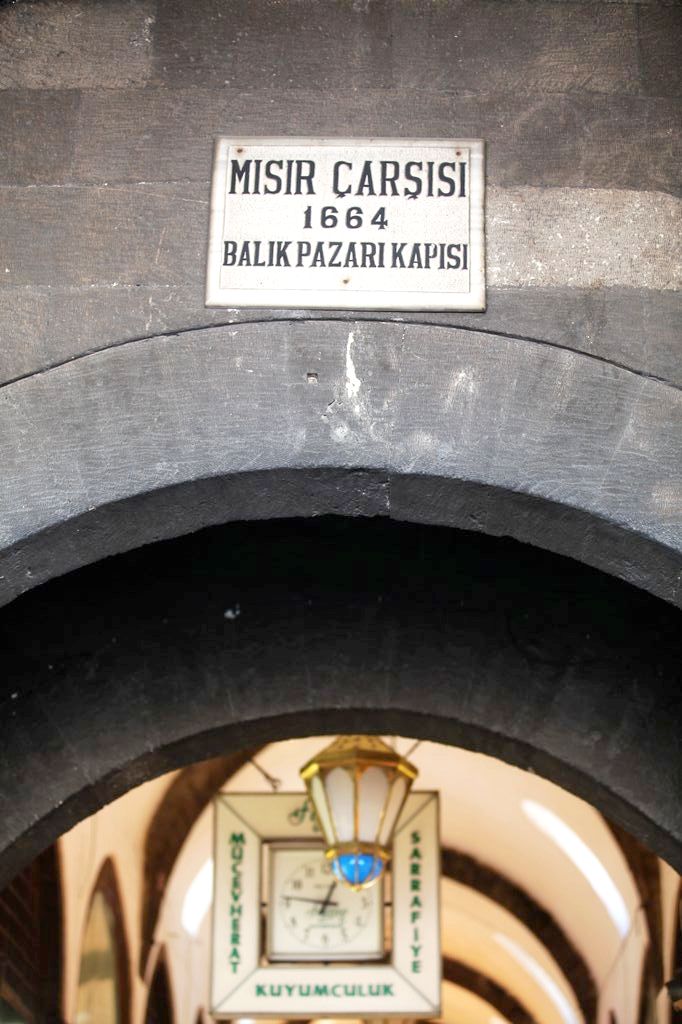 MISIR ÇARŞISI
1664
BALIK PAZARI KAPISI
MÜCEVHERAT
SARRAFİYE
KUYUMCULUK